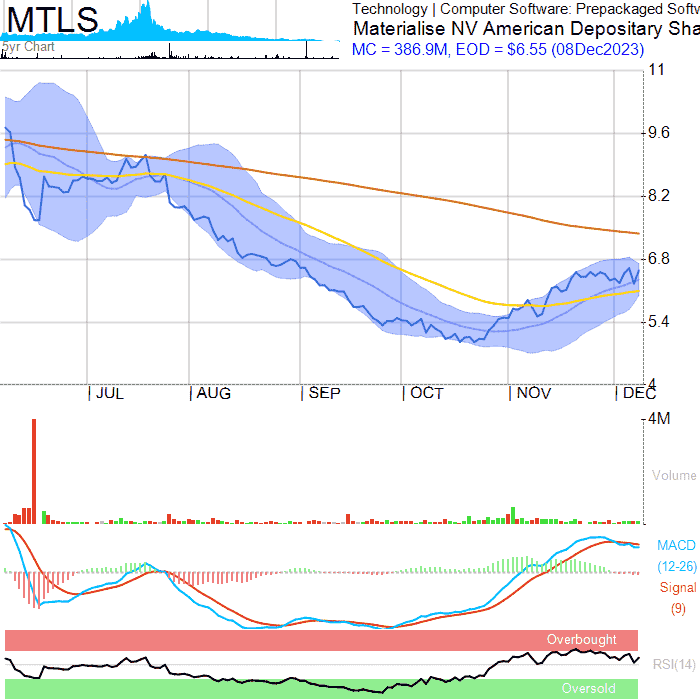 MTLS
5yr Chart
Technology | Computer Software: Prepackaged Softw
Materialise NV American Depositary Sha
MC = 386.9M, EOD = $6.55 (08Dec2023)
11
9.6
8.2
6.8
5.4
4
JUL AUG SEP OCT NOV DEC
4M
Volume
MACD
(12-26)
Signal
(9)
Overbought
RSI(14)
Oversold